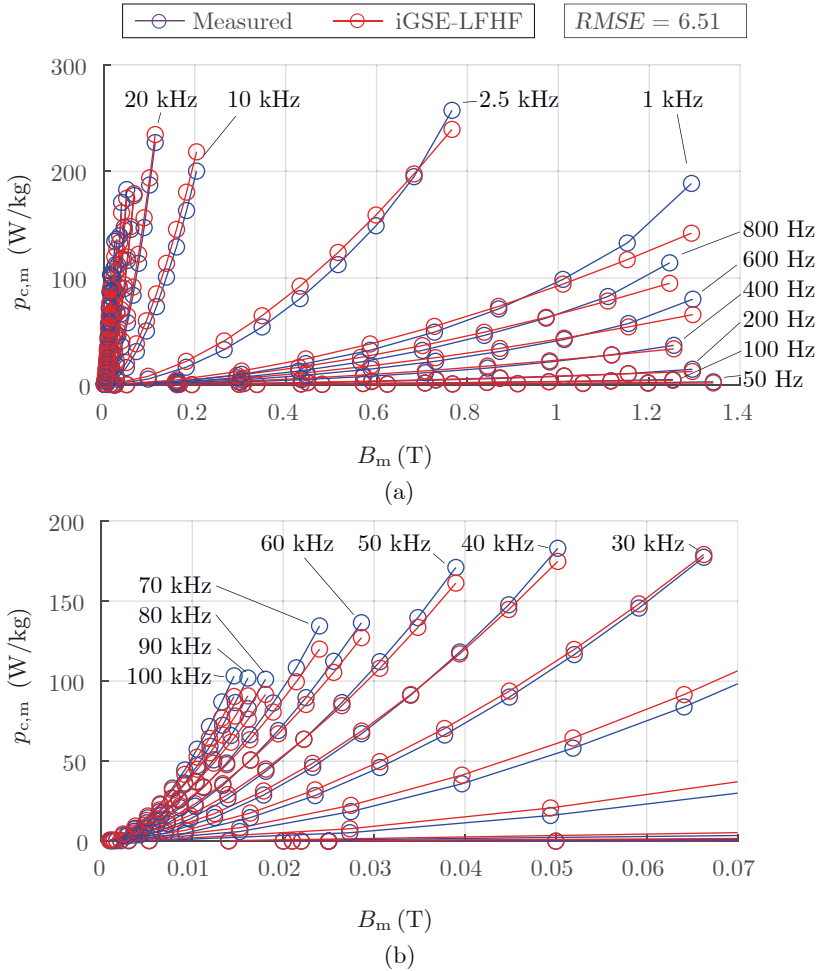 Measured iGSE-LFHF RMSE = 6.51
300
20 kHz 10 kHz 2.5 kHz 1 kHz
200
800 Hz
600 Hz
100
400 Hz
200 Hz
100 Hz
50 Hz
0
0 0.2 0.4 0.6 0.8 1 1.2 1.4
p_{c,m} (W/kg)
B_m (T)
(a)
200
60 kHz 50 kHz 40 kHz 30 kHz
70 kHz
150
80 kHz
90 kHz
100 kHz
100
50
0
0 0.01 0.02 0.03 0.04 0.05 0.06 0.07
p_{c,m} (W/kg)
B_m (T)
(b)